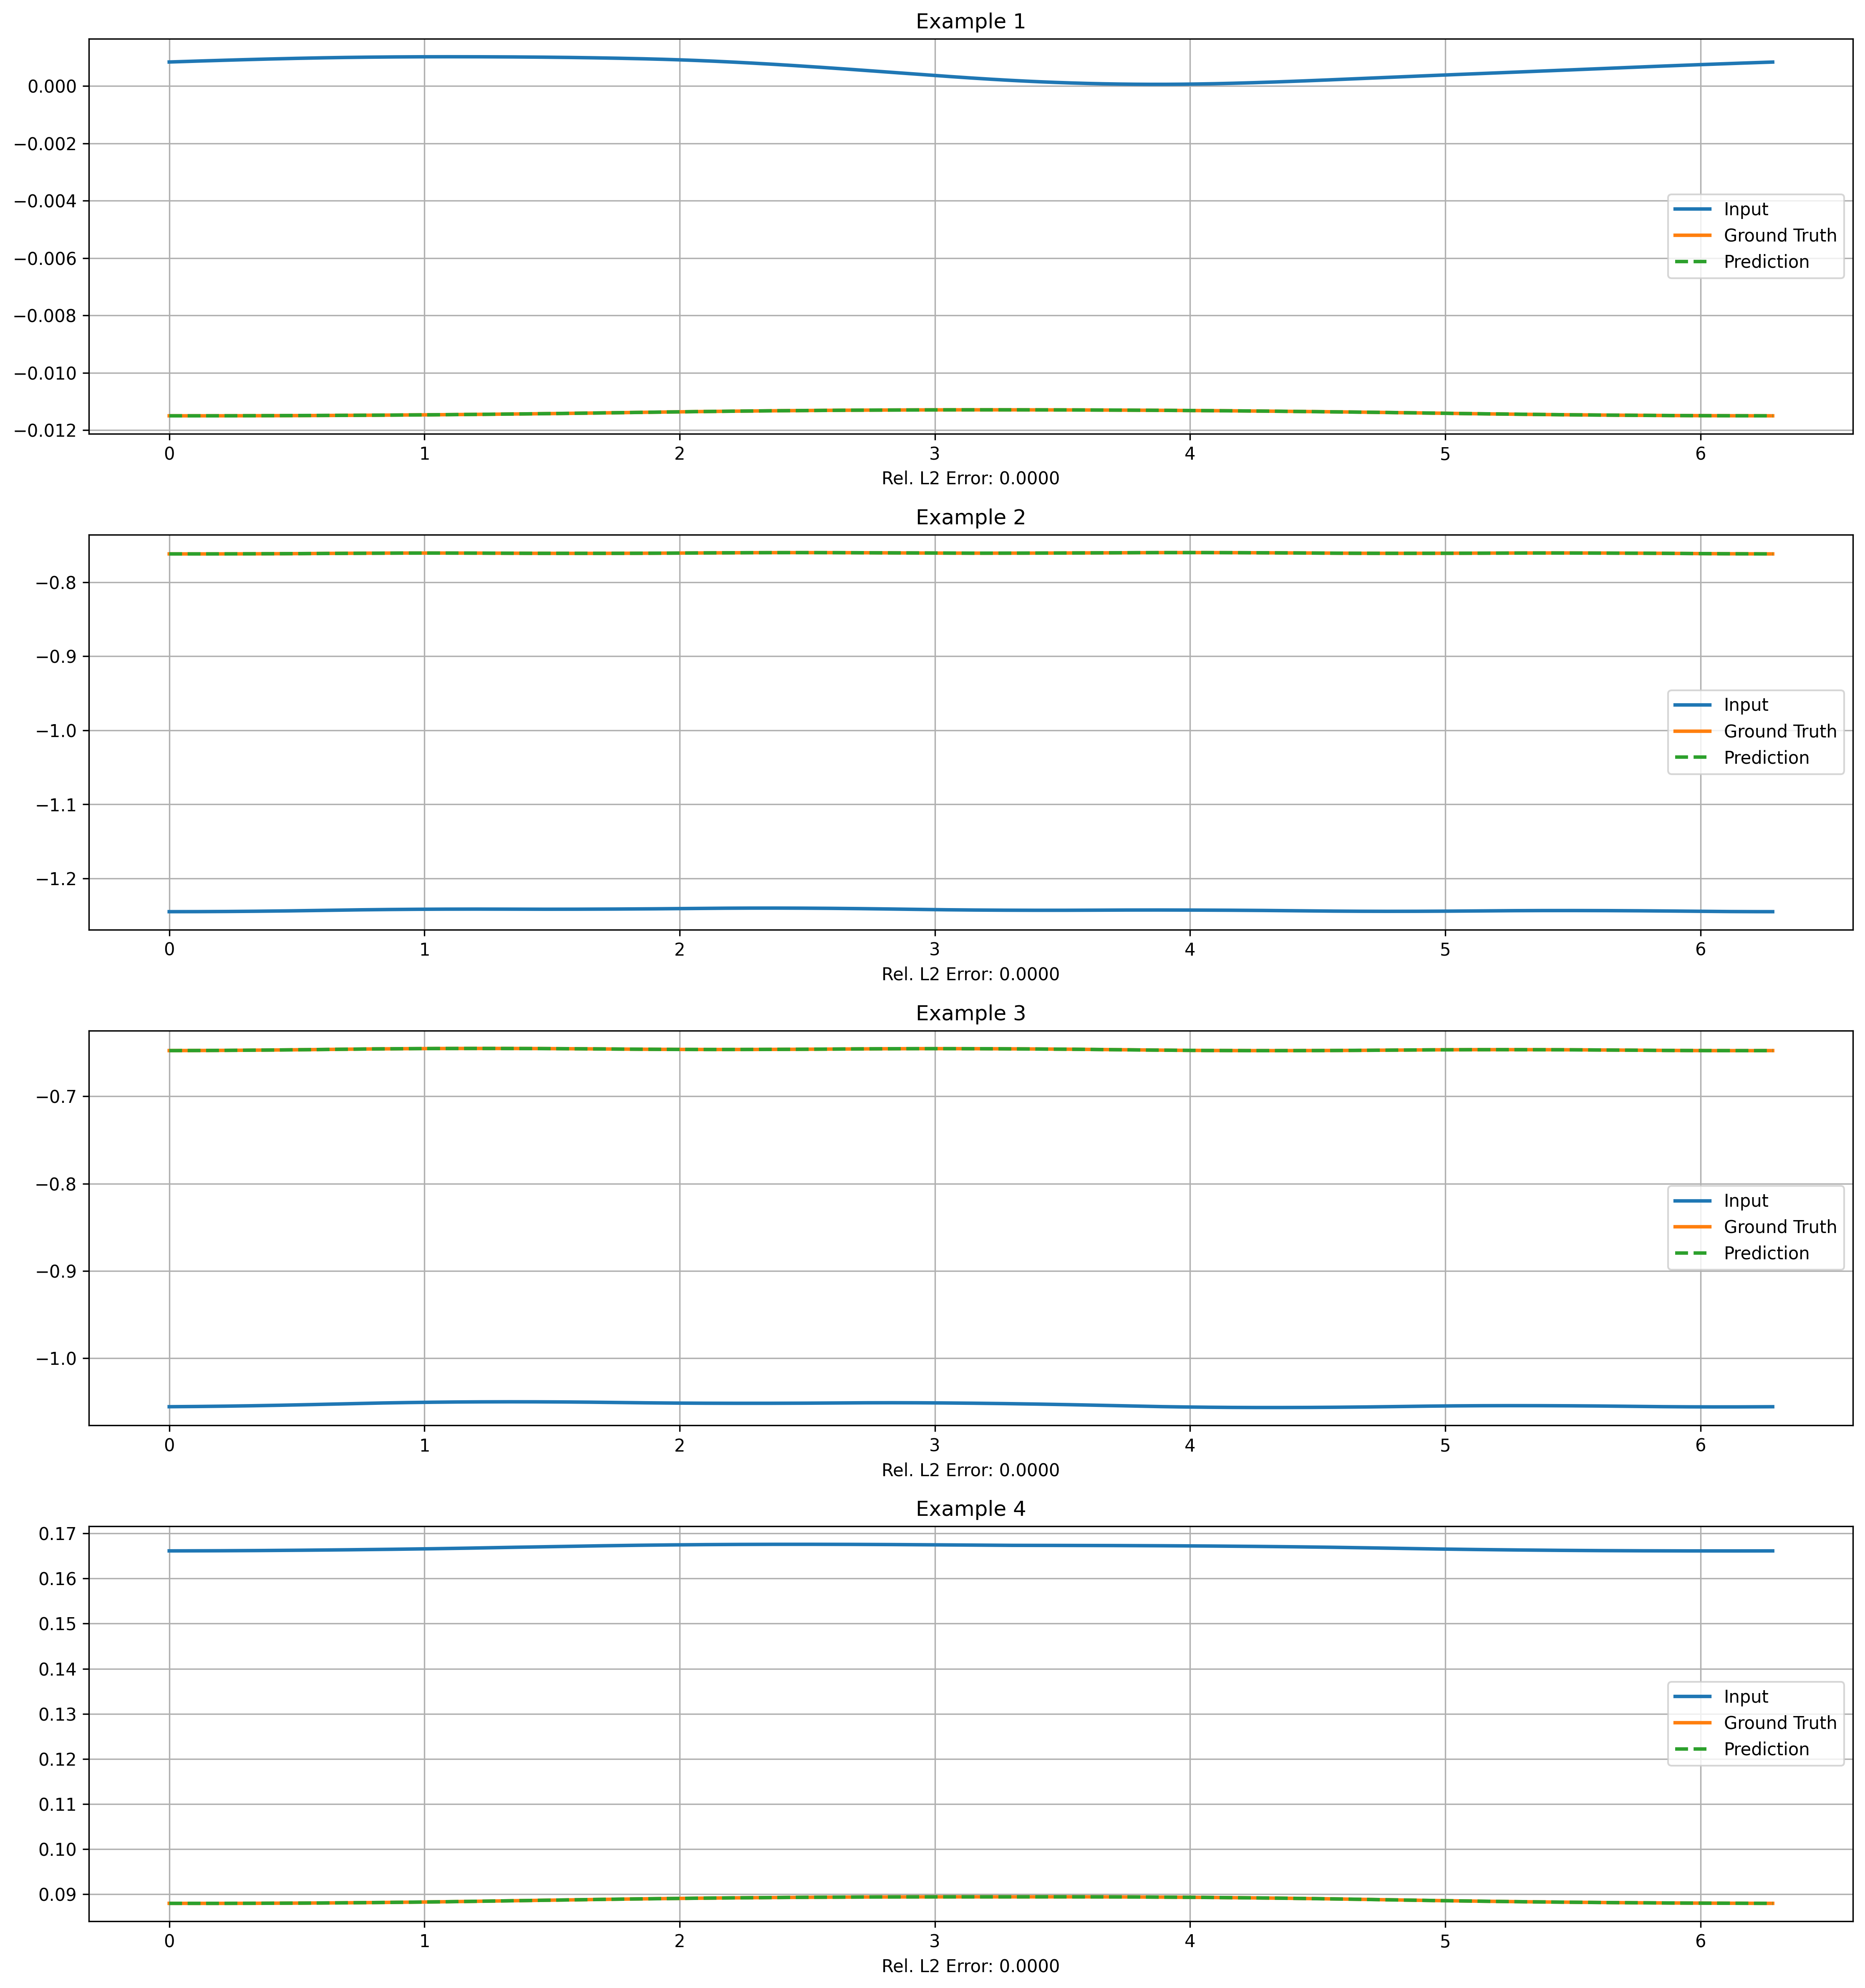 Example 1
0.000
−0.002
−0.004
−0.006
−0.008
−0.010
−0.012
Input
Ground Truth
Prediction
0 1 2 3 4 5 6
Rel. L2 Error: 0.0000
Example 2
−0.8
−0.9
−1.0
−1.1
−1.2
Input
Ground Truth
Prediction
0 1 2 3 4 5 6
Rel. L2 Error: 0.0000
Example 3
−0.7
−0.8
−0.9
−1.0
Input
Ground Truth
Prediction
0 1 2 3 4 5 6
Rel. L2 Error: 0.0000
Example 4
0.17
0.16
0.15
0.14
0.13
0.12
0.11
0.10
0.09
Input
Ground Truth
Prediction
0 1 2 3 4 5 6
Rel. L2 Error: 0.0000